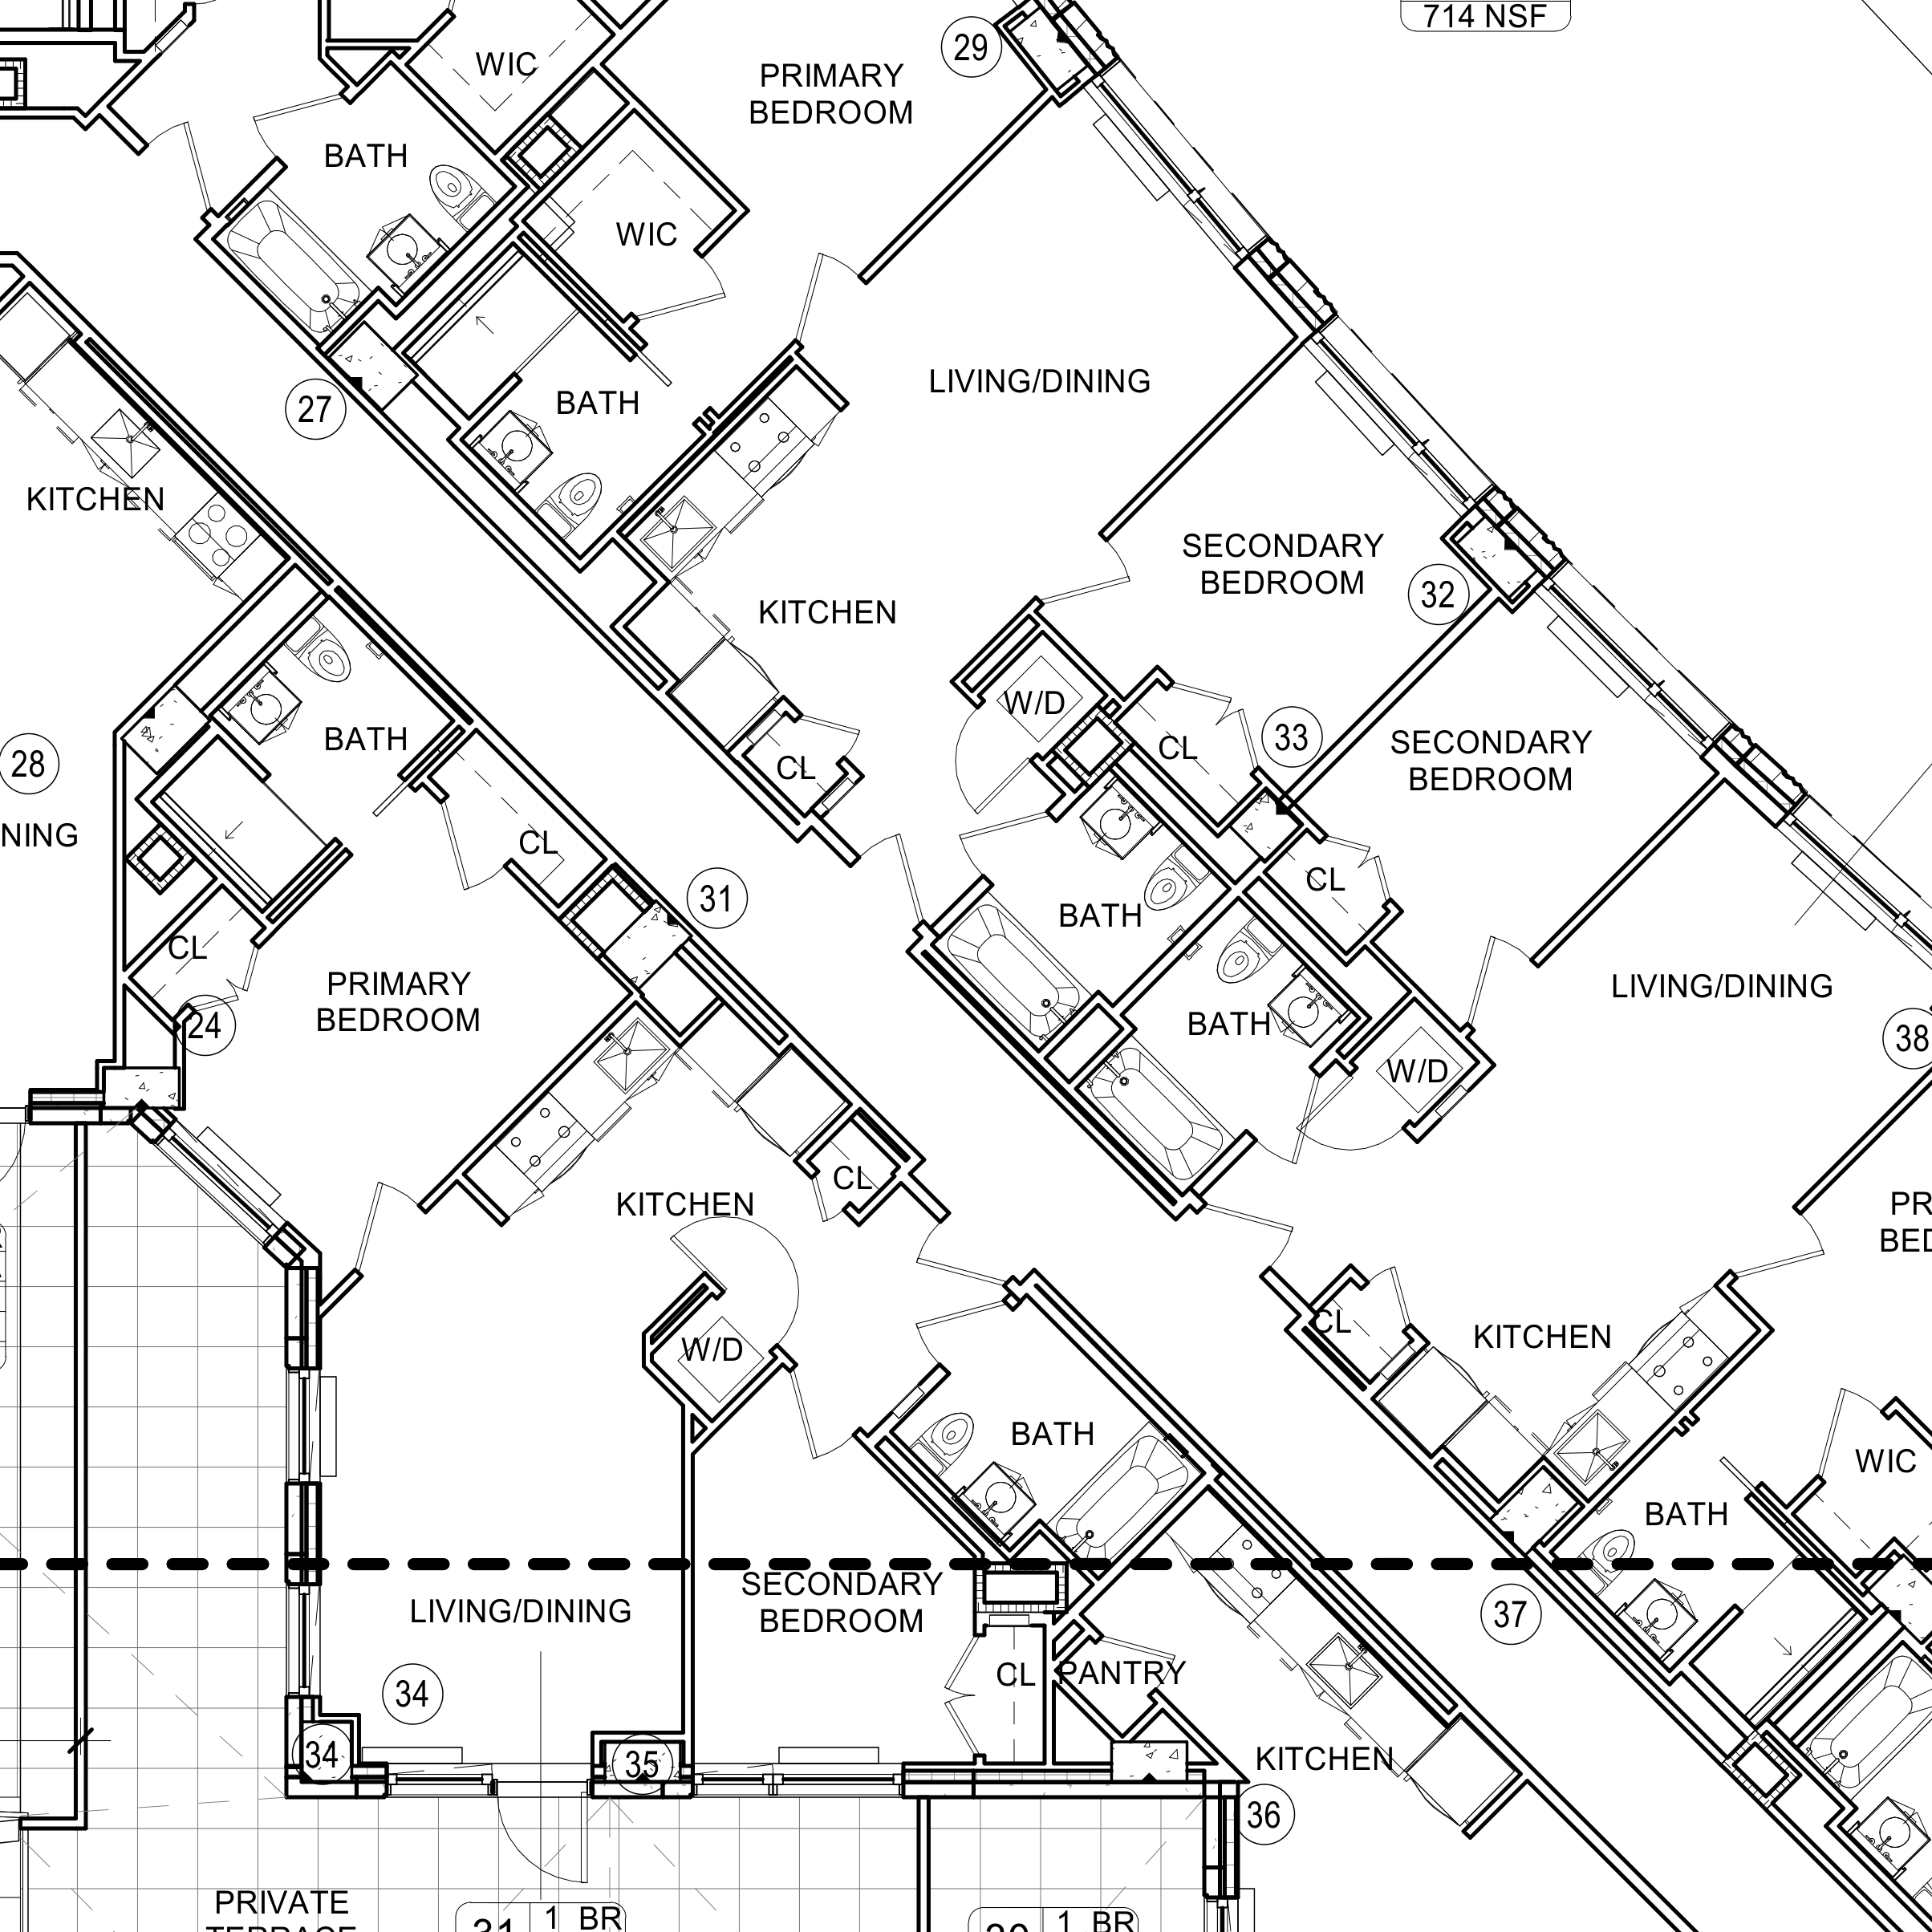 714 NSF
29
WIC
PRIMARY
BEDROOM
BATH
WIC
27
LIVING/DINING
BATH
KITCHEN
SECONDARY
BEDROOM
32
KITCHEN
W/D
CL
33
SECONDARY
BEDROOM
BATH
28
CL
NING
CL
CL
31
BATH
CL
PRIMARY
BEDROOM
LIVING/DINING
24
BATH
38
W/D
CL
KITCHEN
PR
BED
CL
KITCHEN
W/D
BATH
WIC
BATH
SECONDARY
BEDROOM
LIVING/DINING
37
CL
PANTRY
34
34
35
KITCHEN
36
PRIVATE
TERRACE
31
1 BR
1 BR